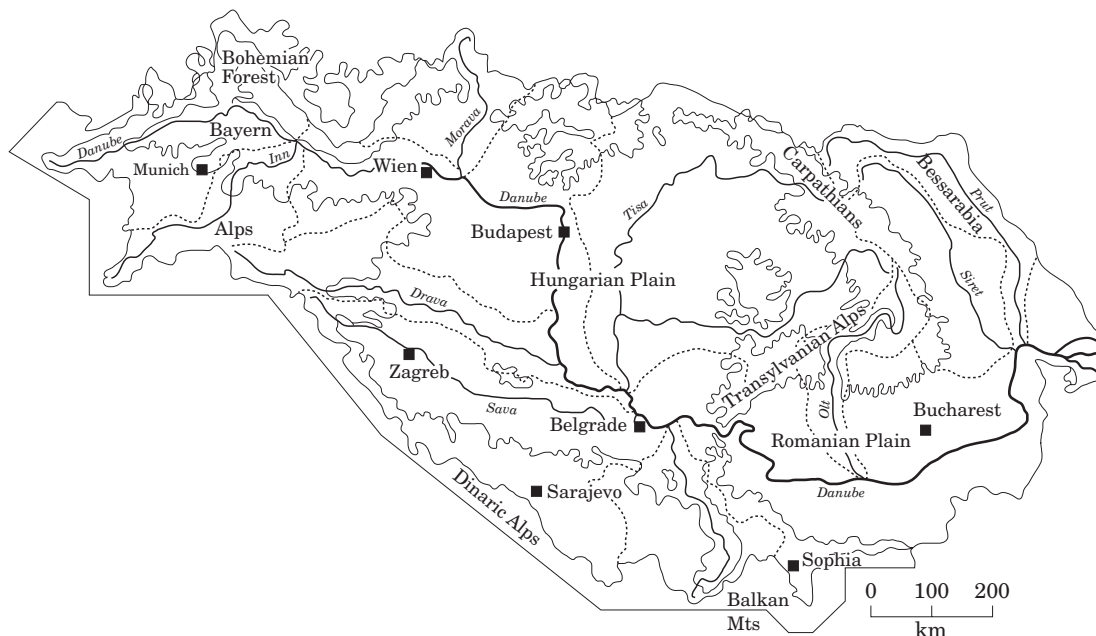 Bohemian
Forest
Danube
Bayern
Inn
Munich
Alps
Wien
Morava
Danube
Budapest
Tisa
Carpathians
Bessarabia
Prut
Siret
Hungarian Plain
Drava
Zagreb
Sava
Transylvanian Alps
Olt
Belgrade
Bucharest
Romanian Plain
Danube
Sarajevo
Dinaric Alps
Sophia
Balkan
Mts
0 100 200
km